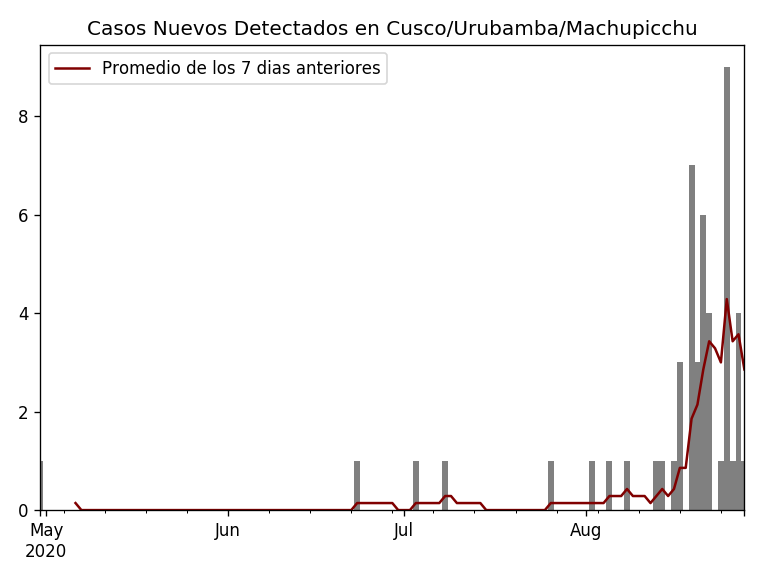 Casos Nuevos Detectados en Cusco/Urubamba/Machupicchu
Promedio de los 7 dias anteriores
8
6
4
2
0
May Jun Jul Aug
2020